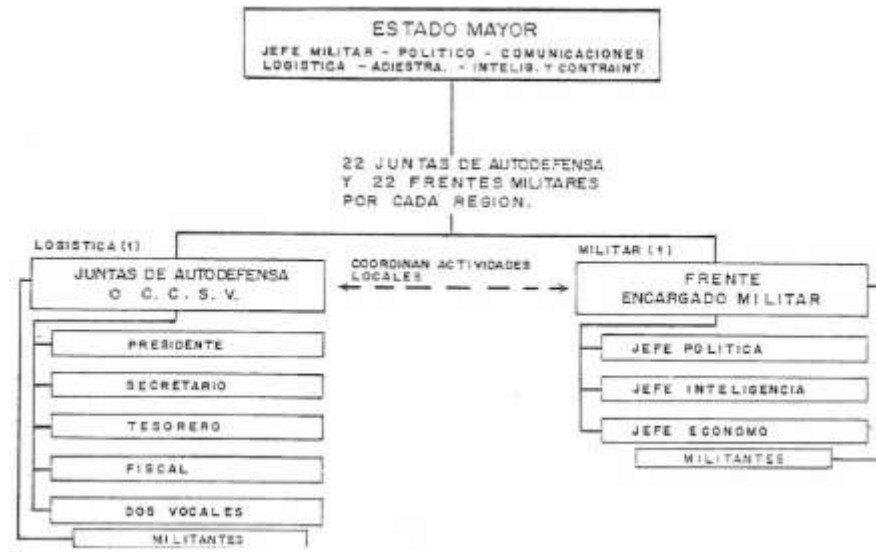 ESTADO MAYOR
JEFE MILITAR - POLITICO - COMUNICACIONES
LOGISTICA - ADIESTRA. - INTELIG. Y CONTRAINT.
22 JUNTAS DE AUTODEFENSA
Y 22 FRENTES MILITARES
POR CADA REGION.
LOGISTICA (1)
JUNTAS DE AUTODEFENSA
O C. C. S. V.
COORDINAN ACTIVIDADES
LOCALES
MILITAR (1)
FRENTE
ENCARGADO MILITAR
PRESIDENTE
SECRETARIO
TESORERO
FISCAL
DOS VOCALES
MILITANTES
JEFE POLITICA
JEFE INTELIGENCIA
JEFE ECONOMO
MILITANTES